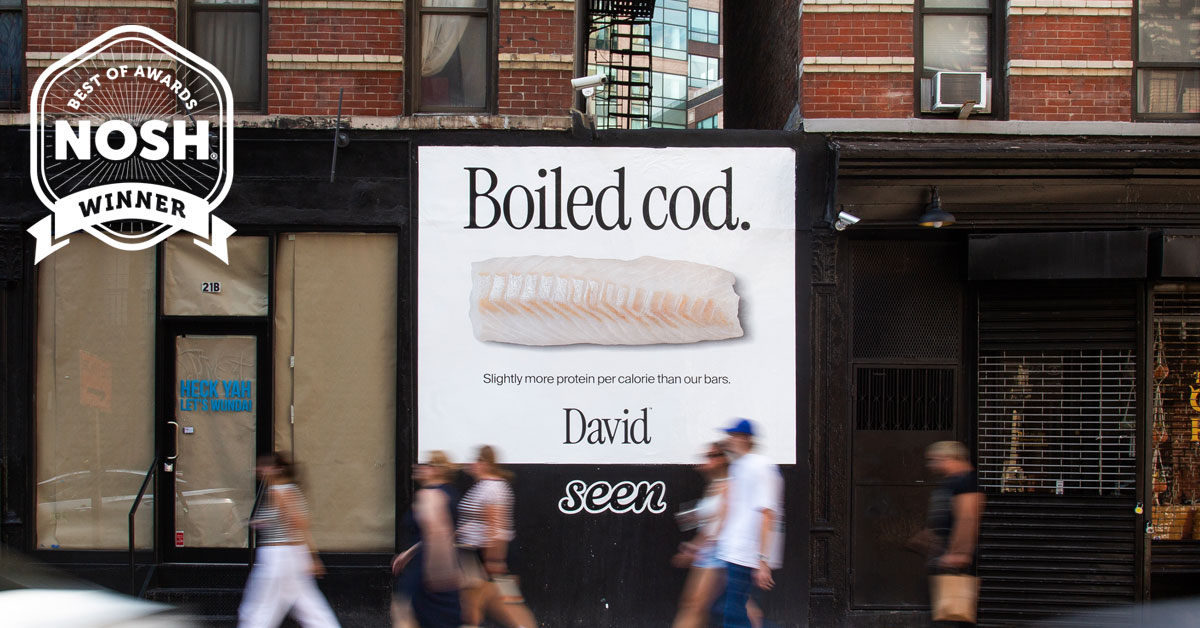 BEST OF AWARDS
NOSH®
WINNER
21B
HECK YAH
LET'S WUNDA!
Boiled cod.
Slightly more protein per calorie than our bars.
David
seen